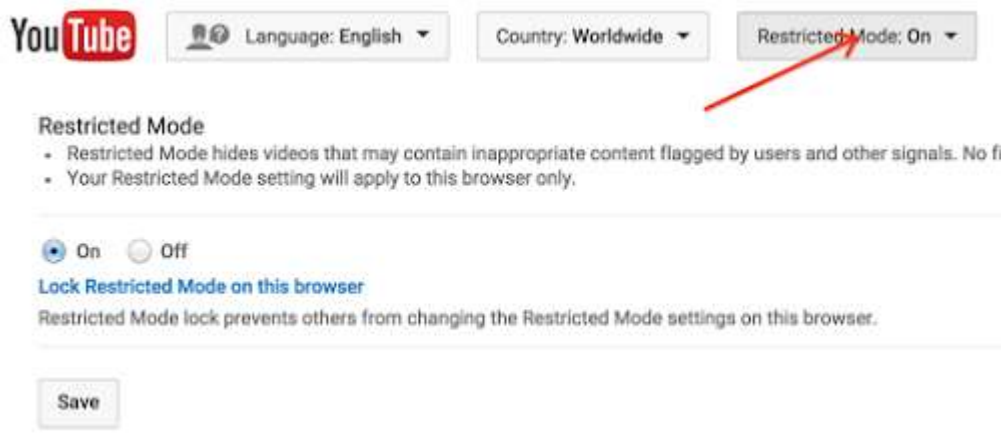 YouTube Language: English Country: Worldwide Restricted Mode: On
Restricted Mode
Restricted Mode hides videos that may contain inappropriate content flagged by users and other signals. No fi
Your Restricted Mode setting will apply to this browser only.
On Off
Lock Restricted Mode on this browser
Restricted Mode lock prevents others from changing the Restricted Mode settings on this browser.
Save